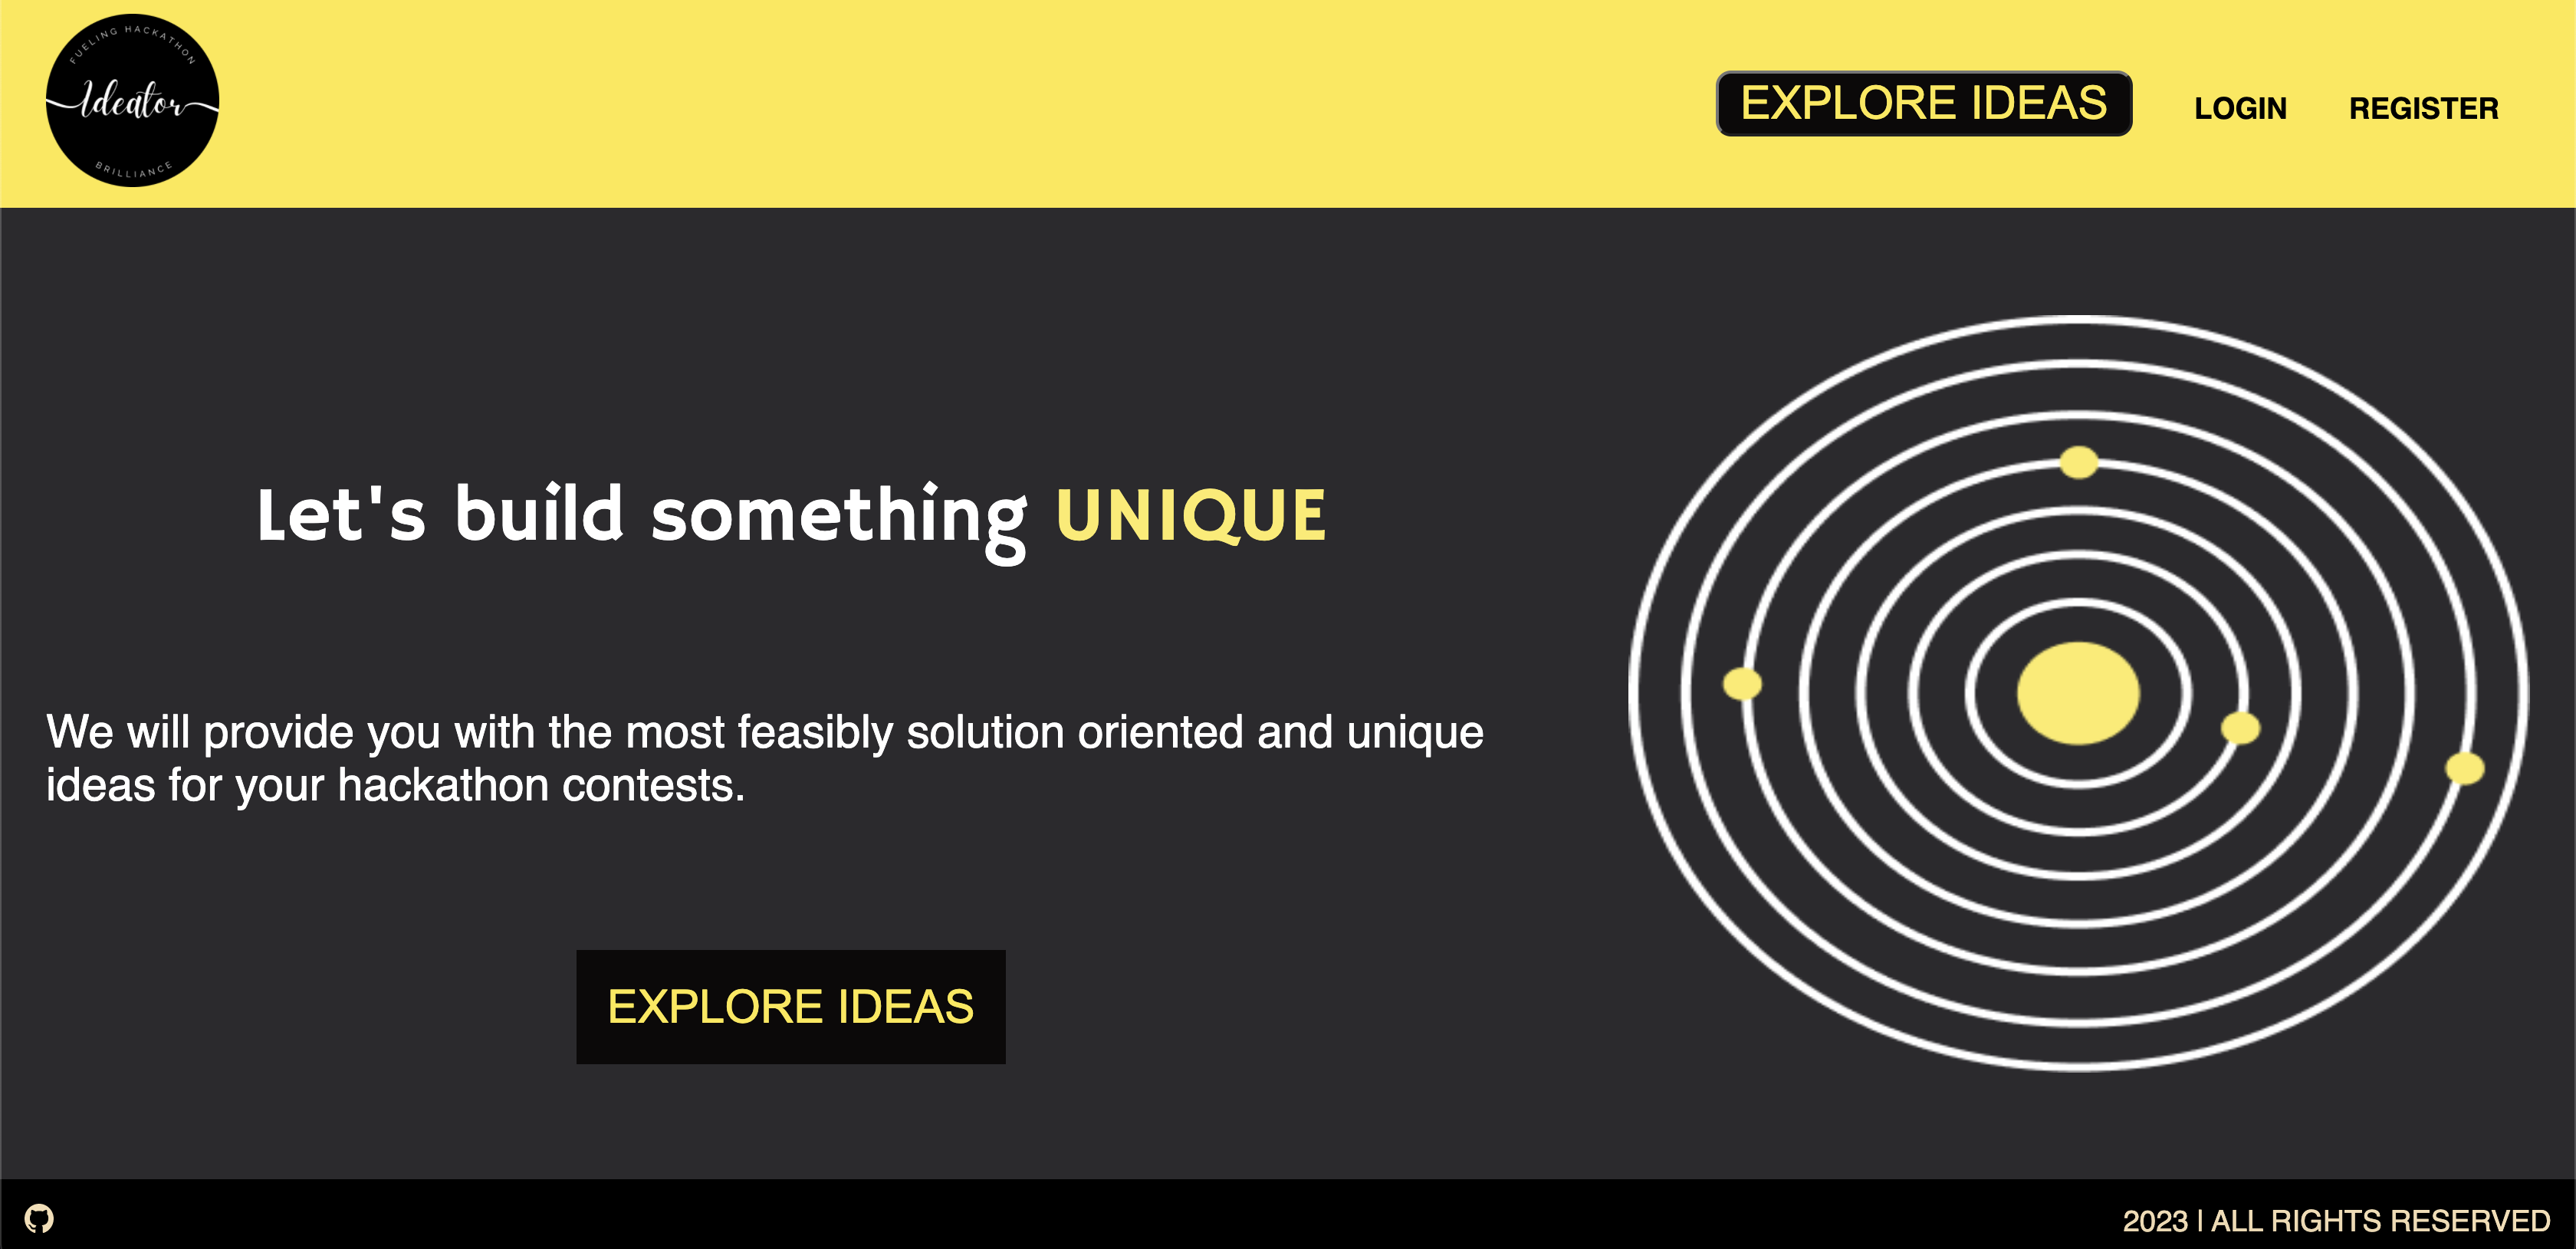 FUELING HACKATHON
Ideator
BRILLIANCE
EXPLORE IDEAS
LOGIN
REGISTER
Let's build something UNIQUE
We will provide you with the most feasibly solution oriented and unique
ideas for your hackathon contests.
EXPLORE IDEAS
2023 | ALL RIGHTS RESERVED